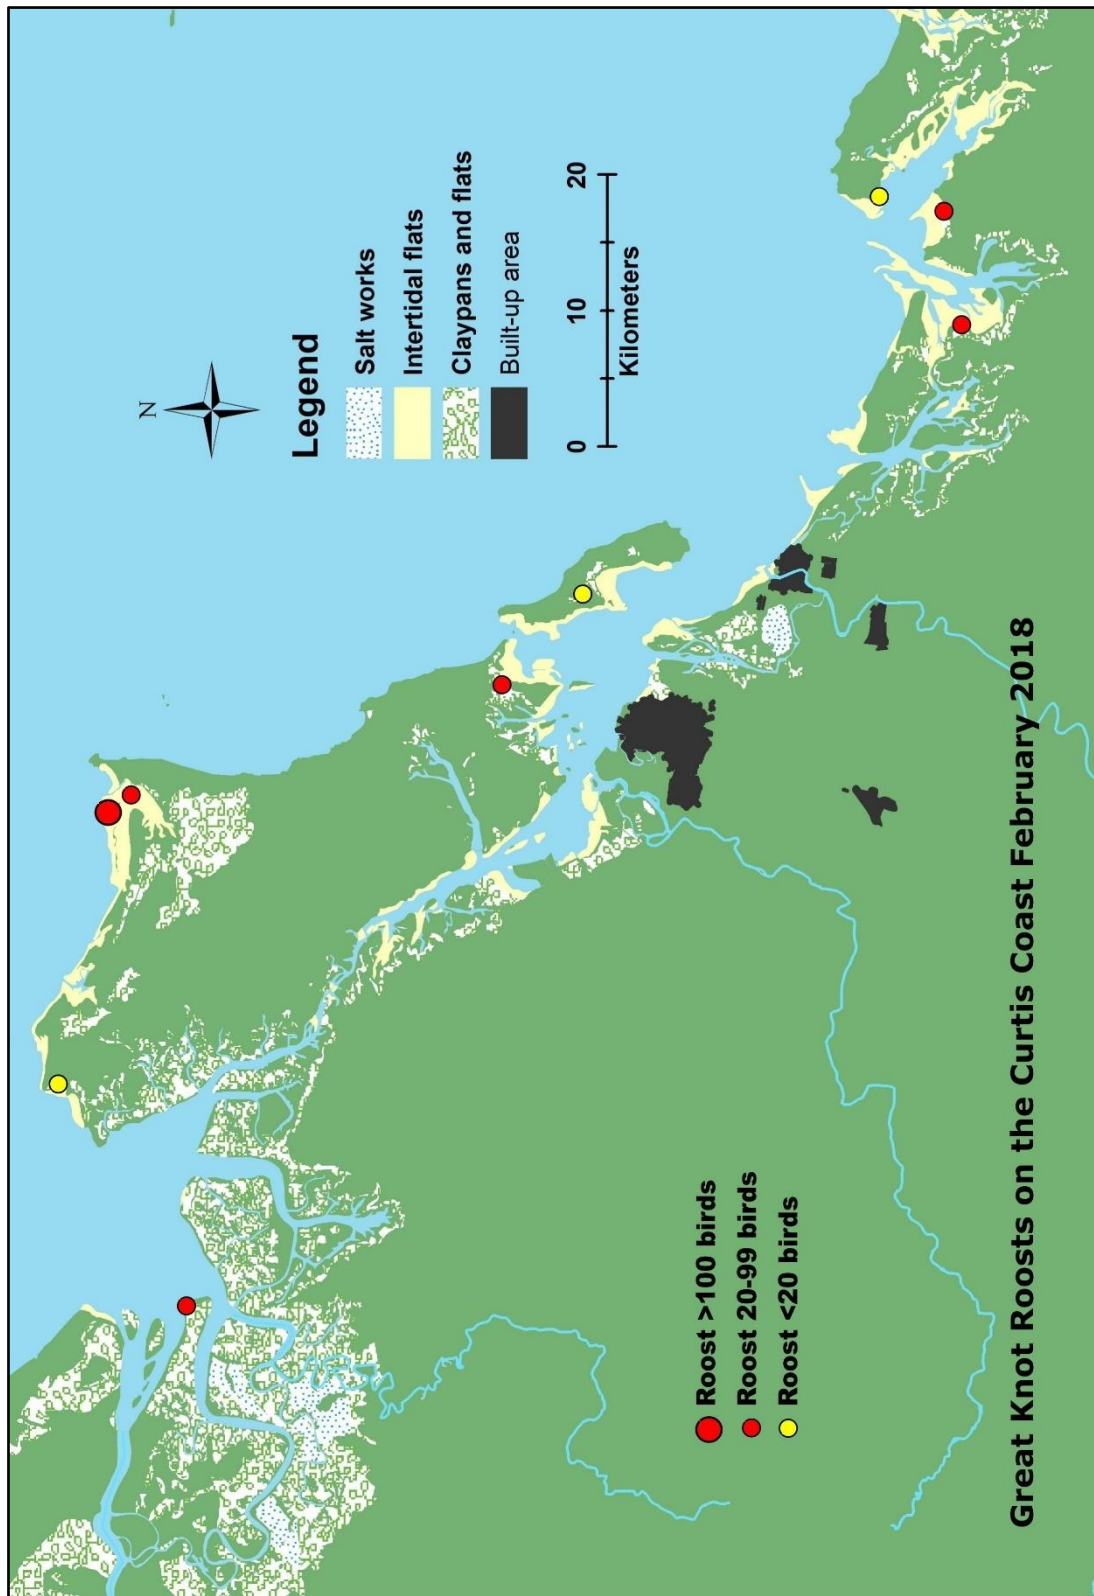 N
Legend
Salt works
Intertidal flats
Claypans and flats
Built-up area
0 10 20
Kilometers
Roost >100 birds
Roost 20-99 birds
Roost <20 birds
Great Knot Roosts on the Curtis Coast February 2018